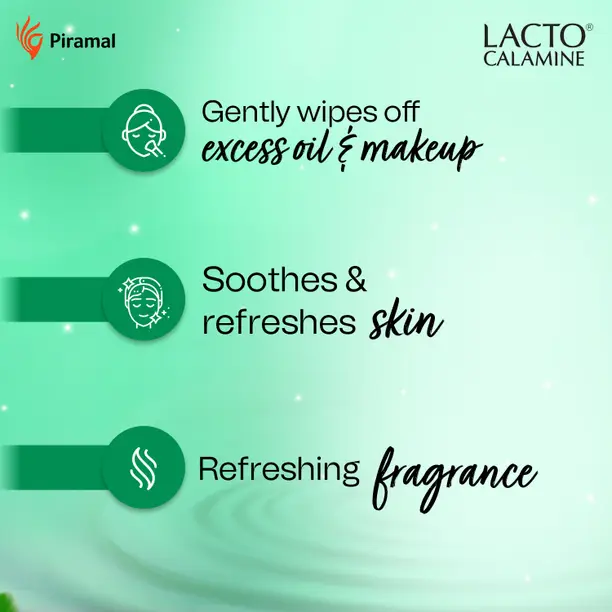 Piramal
LACTO®
CALAMINE
Gently wipes off
excess oil & makeup
Soothes &
refreshes skin
Refreshing fragrance